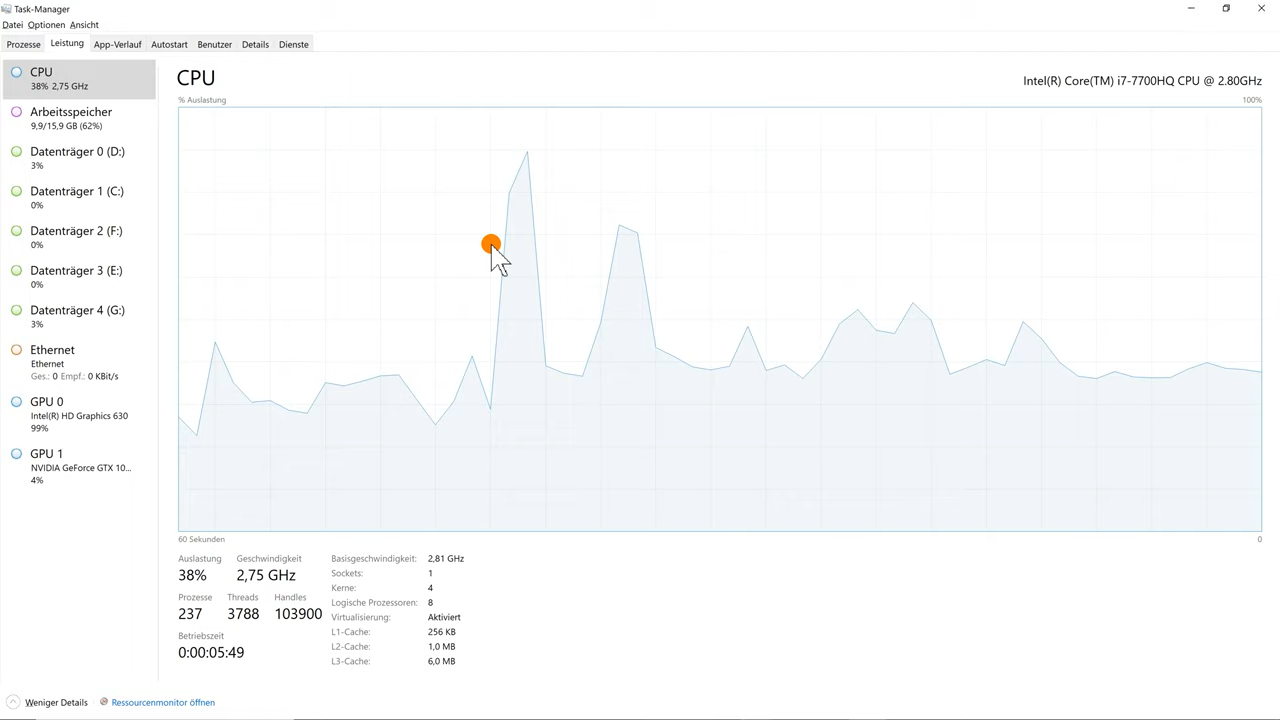 Task-Manager
Datei Optionen Ansicht
Prozesse Leistung App-Verlauf Autostart Benutzer Details Dienste
CPU
38% 2,75 GHz
Arbeitsspeicher
9,9/15,9 GB (62%)
Datenträger 0 (D:)
3%
Datenträger 1 (C:)
0%
Datenträger 2 (F:)
0%
Datenträger 3 (E:)
0%
Datenträger 4 (G:)
3%
Ethernet
Ethernet
Ges.: 0 Empf.: 0 KBit/s
GPU 0
Intel(R) HD Graphics 630
99%
GPU 1
NVIDIA GeForce GTX 10...
4%
CPU Intel(R) Core(TM) i7-7700HQ CPU @ 2.80GHz
% Auslastung 100%
60 Sekunden 0
Auslastung Geschwindigkeit
38% 2,75 GHz
Prozesse Threads Handles
237 3788 103900
Betriebszeit
0:00:05:49
Basisgeschwindigkeit: 2,81 GHz
Sockets: 1
Kerne: 4
Logische Prozessoren: 8
Virtualisierung: Aktiviert
L1-Cache: 256 KB
L2-Cache: 1,0 MB
L3-Cache: 6,0 MB
Weniger Details Ressourcenmonitor öffnen